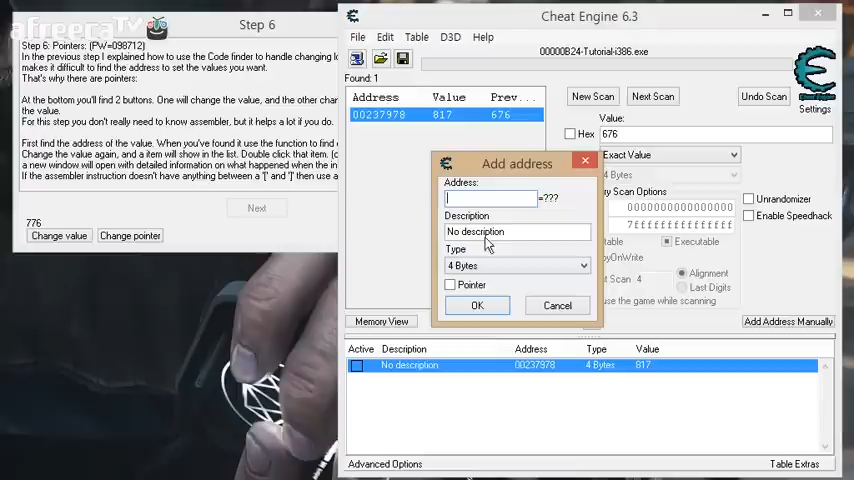 afreecaTV
Step 6
Step 6: Pointers: (PW=098712)
In the previous step I explained how to use the Code finder to handle changing lo
makes it difficult to find the address to set the values you want.
That's why there are pointers:
At the bottom you'll find 2 buttons. One will change the value, and the other chan
the value.
For this step you don't really need to know assembler, but it helps a lot if you do.
First find the address of the value. When you've found it use the function to find
Change the value again, and a item will show in the list. Double click that item. (o
a new window will open with detailed information on what happened when the in
If the assembler instruction doesn't have anything between a '[' and ']' then use a
Next
776
Change value
Change pointer
Cheat Engine 6.3
File Edit Table D3D Help
00000B24-Tutorial-i386.exe
Found: 1
Address Value Prev...
00237978 817 676
New Scan Next Scan Undo Scan
Cheat Engine
Settings
Value:
Hex 676
Exact Value
4 Bytes
ry Scan Options
0000000000000000
7fffffffffffffff
Unrandomizer
Enable Speedhack
table Executable
pyOnWrite
t Scan 4 Alignment
Last Digits
use the game while scanning
Add address
Address:
=???
Description
No description
Type
4 Bytes
Pointer
OK Cancel
Memory View
Add Address Manually
Active Description Address Type Value
No description 00237978 4 Bytes 817
Advanced Options
Table Extras